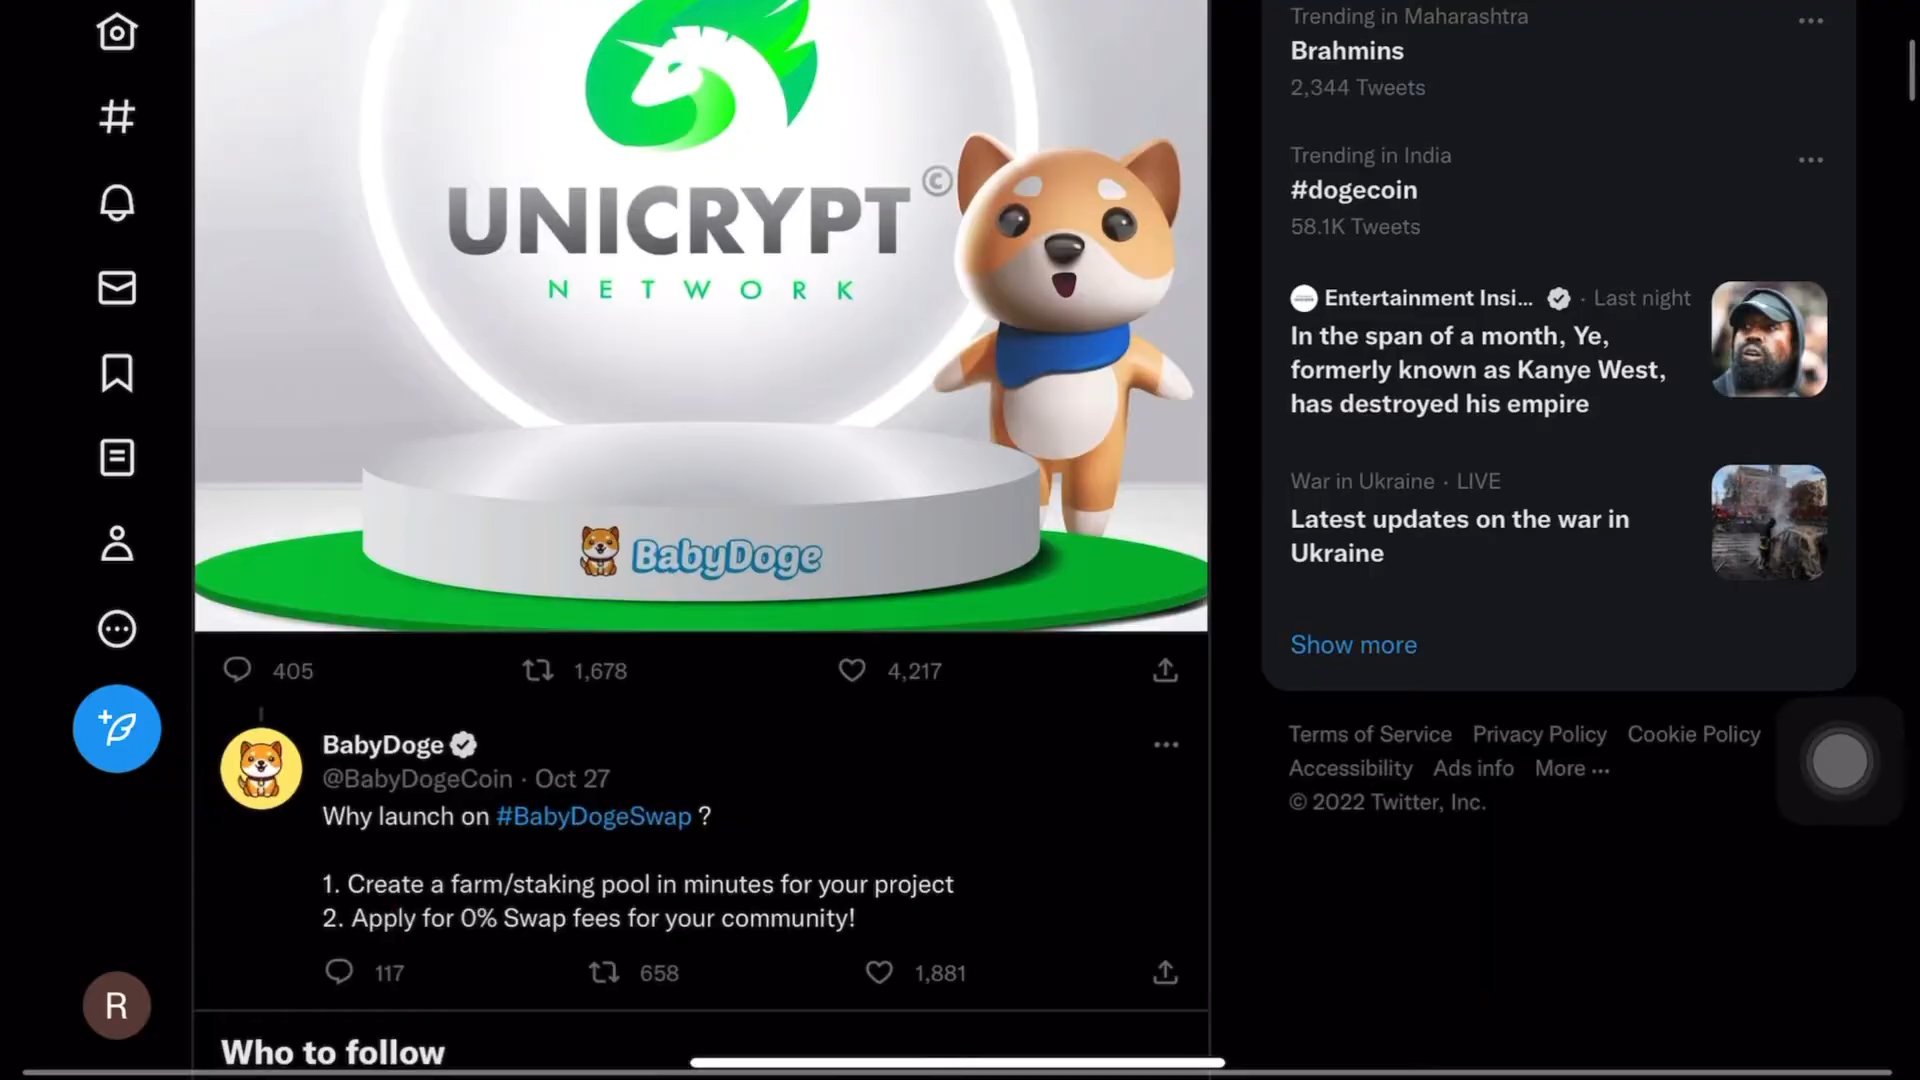 UNICRYPT ©
NETWORK
BabyDoge
405
1,678
4,217
BabyDoge
@BabyDogeCoin · Oct 27
Why launch on #BabyDogeSwap ?
1. Create a farm/staking pool in minutes for your project
2. Apply for 0% Swap fees for your community!
117
658
1,881
Who to follow
R
Trending in Maharashtra
Brahmins
2,344 Tweets
Trending in India
#dogecoin
58.1K Tweets
Entertainment Insi... · Last night
In the span of a month, Ye,
formerly known as Kanye West,
has destroyed his empire
War in Ukraine · LIVE
Latest updates on the war in
Ukraine
Show more
Terms of Service Privacy Policy Cookie Policy
Accessibility Ads info More ...
© 2022 Twitter, Inc.